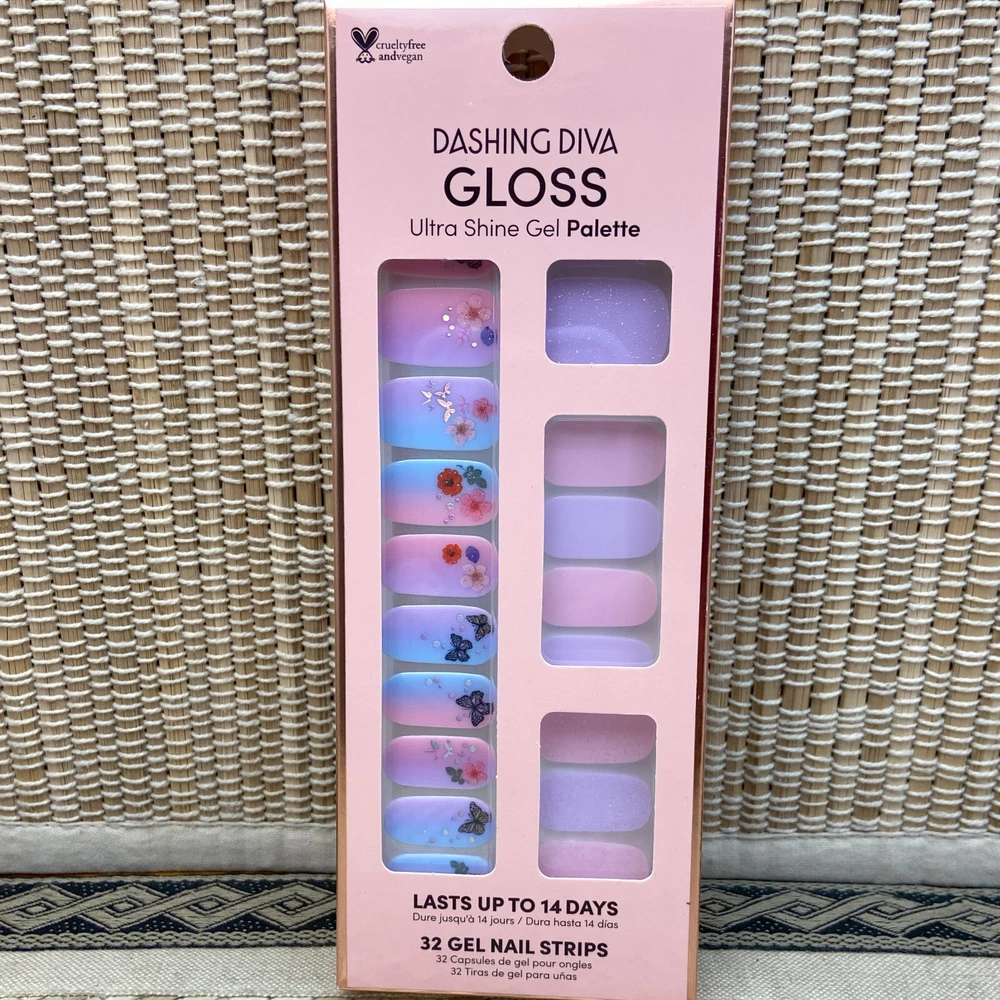 crueltyfree
andvegan
DASHING DIVA
GLOSS
Ultra Shine Gel Palette
LASTS UP TO 14 DAYS
Dure jusqu'à 14 jours / Dura hasta 14 días
32 GEL NAIL STRIPS
32 Capsules de gel pour ongles
32 Tiras de gel para uñas